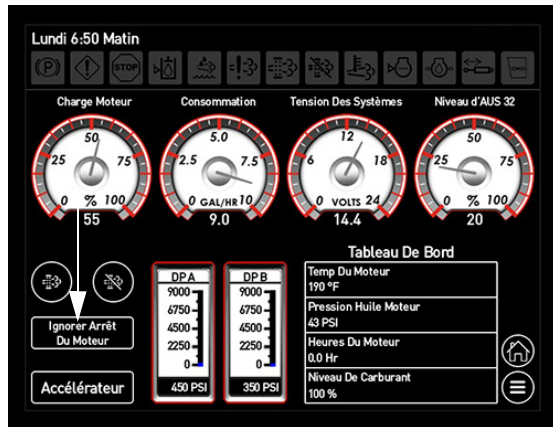 Lundi 6:50 Matin
(P) STOP
Charge Moteur Consommation Tension Des Systèmes Niveau d'AUS 32
50 5.0 12 50
25 75 2.5 7.5 6 18 25 75
0 % 100 0 GAL/HR 10 0 VOLTS 24 0 % 100
55 9.0 14.4 20
Tableau De Bord
DP A DP B
9000 9000
6750 6750
4500 4500
2250 2250
0 0
450 PSI 350 PSI
Temp Du Moteur
190 °F
Pression Huile Moteur
43 PSI
Heures Du Moteur
0.0 Hr
Niveau De Carburant
100 %
Ignorer Arrêt
Du Moteur
Accélérateur